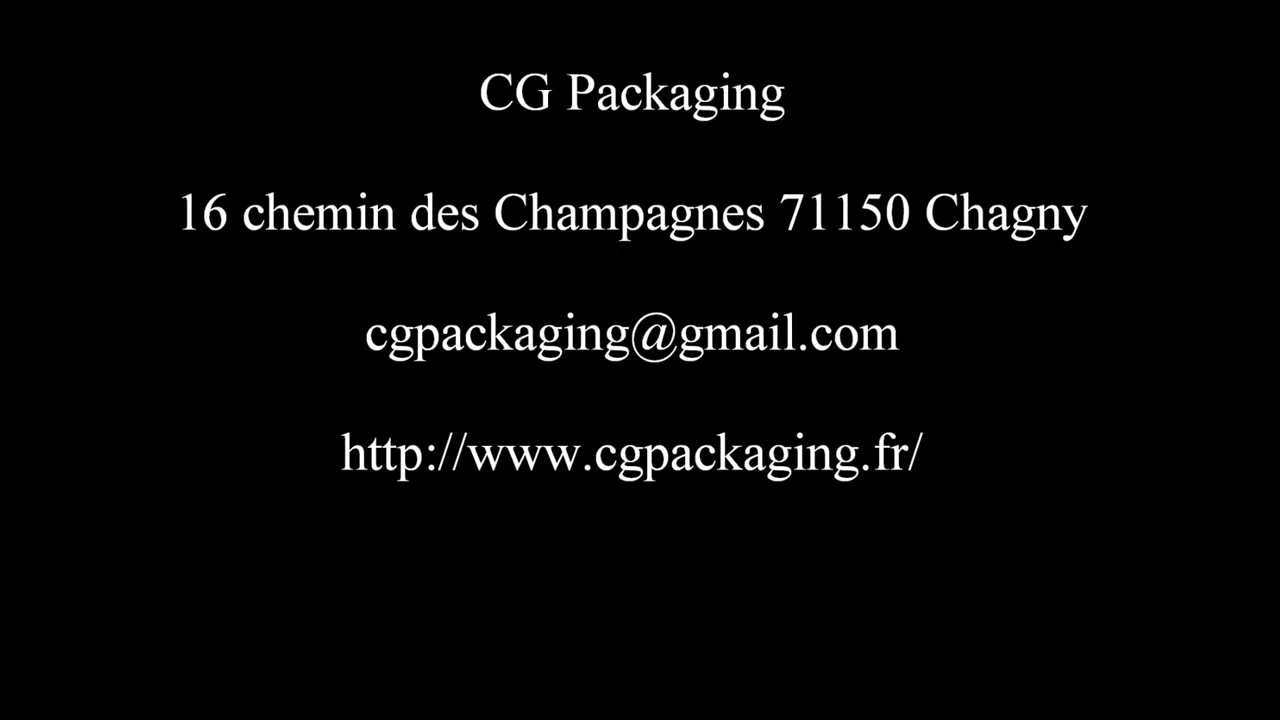 CG Packaging
16 chemin des Champagnes 71150 Chagny
cgpackaging@gmail.com
http://www.cgpackaging.fr/